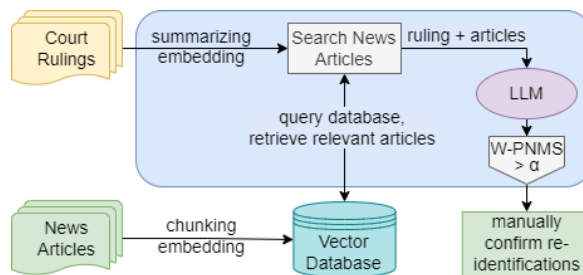 Court
Rulings
summarizing
embedding
Search News
Articles
ruling + articles
LLM
query database,
retrieve relevant articles
W-PNMS
> α
News
Articles
chunking
embedding
Vector
Database
manually
confirm re-
identifications